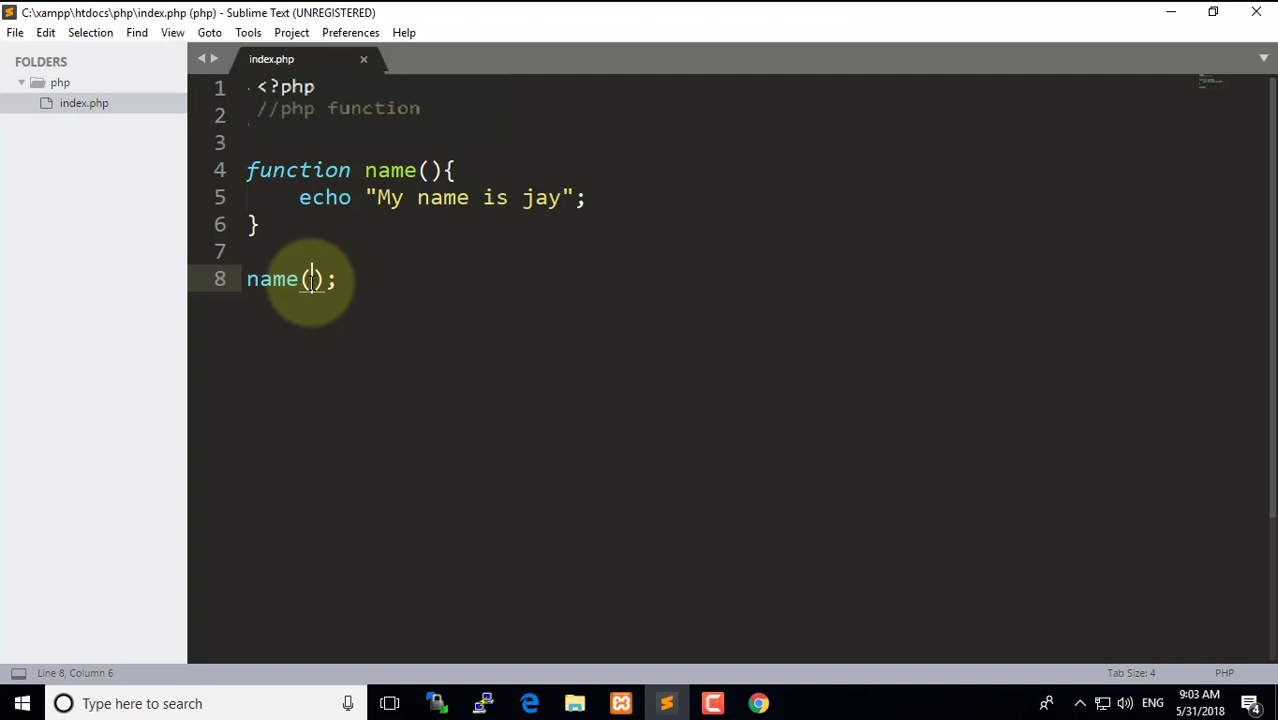 C:\xampp\htdocs\php\index.php (php) - Sublime Text (UNREGISTERED)
File Edit Selection Find View Goto Tools Project Preferences Help
FOLDERS
php
index.php
index.php
1 <?php
2 //php function
3
4 function name(){
5 echo "My name is jay";
6 }
7
8 name();
Line 8, Column 6
Tab Size: 4
PHP
Type here to search
ENG
9:03 AM
5/31/2018
4